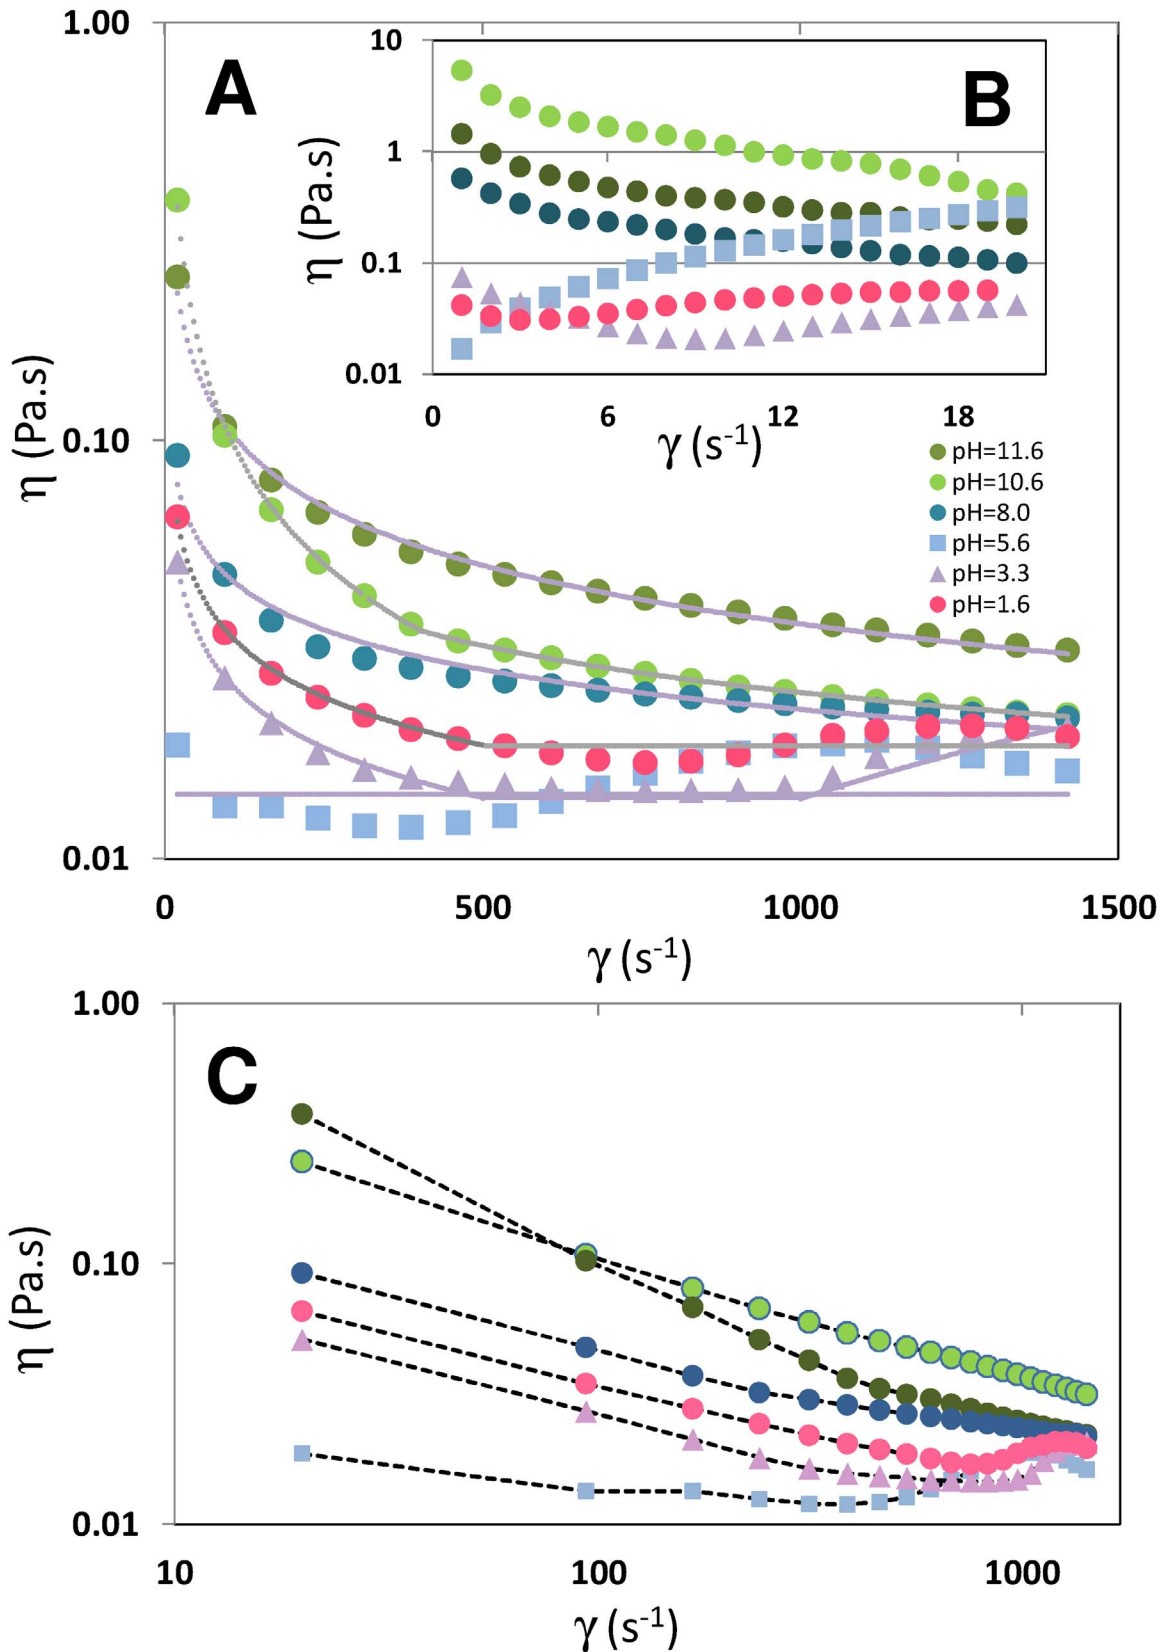 1.00
A
10
B
1
η (Pa.s)
0.1
0.01
0
6
12
18
γ (s⁻¹)
pH=11.6
pH=10.6
pH=8.0
pH=5.6
pH=3.3
pH=1.6
η (Pa.s)
0.10
0.01
0
500
1000
1500
γ (s⁻¹)
1.00
C
η (Pa.s)
0.10
0.01
10
100
1000
γ (s⁻¹)